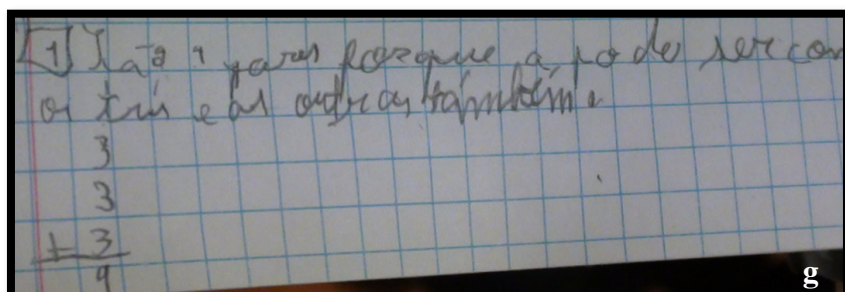 1 São 9 pares porque a pode ser com
os três e as outras também.
3
3
+ 3
9
g